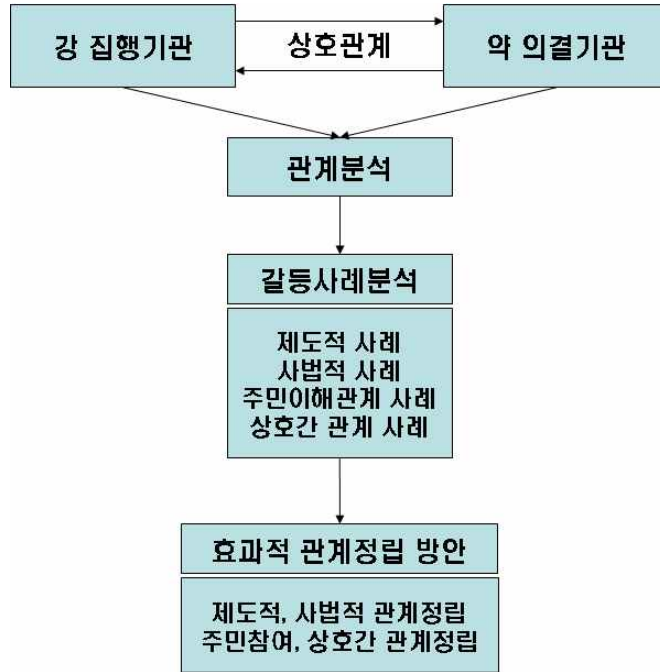 강 집행기관
상호관계
약 의결기관
관계분석
갈등사례분석
제도적 사례
사법적 사례
주민이해관계 사례
상호간 관계 사례
효과적 관계정립 방안
제도적, 사법적 관계정립
주민참여, 상호간 관계정립